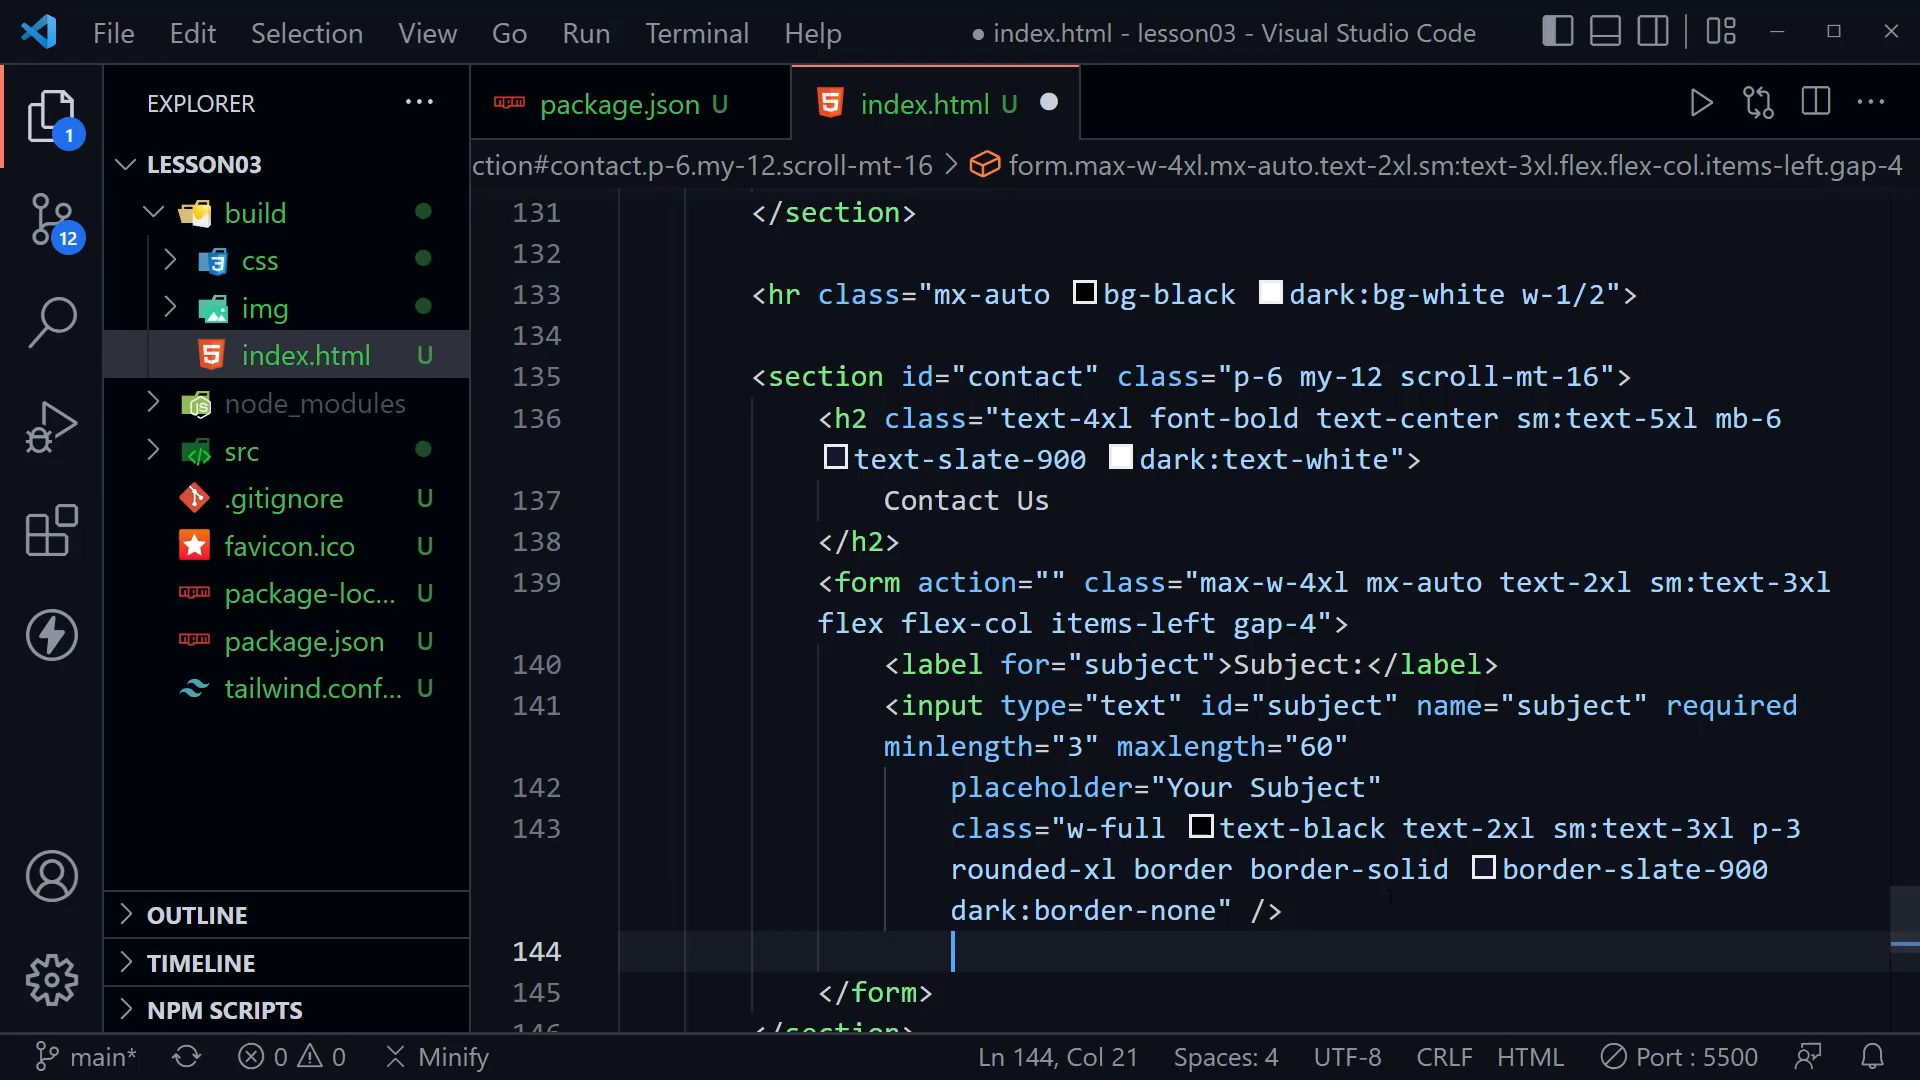 File Edit Selection View Go Run Terminal Help
● index.html - lesson03 - Visual Studio Code
EXPLORER ...
package.json U
index.html U
1
LESSON03
ction#contact.p-6.my-12.scroll-mt-16 > form.max-w-4xl.mx-auto.text-2xl.sm:text-3xl.flex.flex-col.items-left.gap-4
12
build
css
img
index.html U
node_modules
src
.gitignore U
favicon.ico U
package-loc... U
package.json U
tailwind.conf... U
OUTLINE
TIMELINE
NPM SCRIPTS
131 </section>
132
133 <hr class="mx-auto bg-black dark:bg-white w-1/2">
134
135 <section id="contact" class="p-6 my-12 scroll-mt-16">
136 <h2 class="text-4xl font-bold text-center sm:text-5xl mb-6
text-slate-900 dark:text-white">
137 Contact Us
138 </h2>
139 <form action="" class="max-w-4xl mx-auto text-2xl sm:text-3xl
flex flex-col items-left gap-4">
140 <label for="subject">Subject:</label>
141 <input type="text" id="subject" name="subject" required
minlength="3" maxlength="60"
142 placeholder="Your Subject"
143 class="w-full text-black text-2xl sm:text-3xl p-3
rounded-xl border border-solid border-slate-900
dark:border-none" />
144
145 </form>
146 </section>
main* 0 0 Minify Ln 144, Col 21 Spaces: 4 UTF-8 CRLF HTML Port : 5500